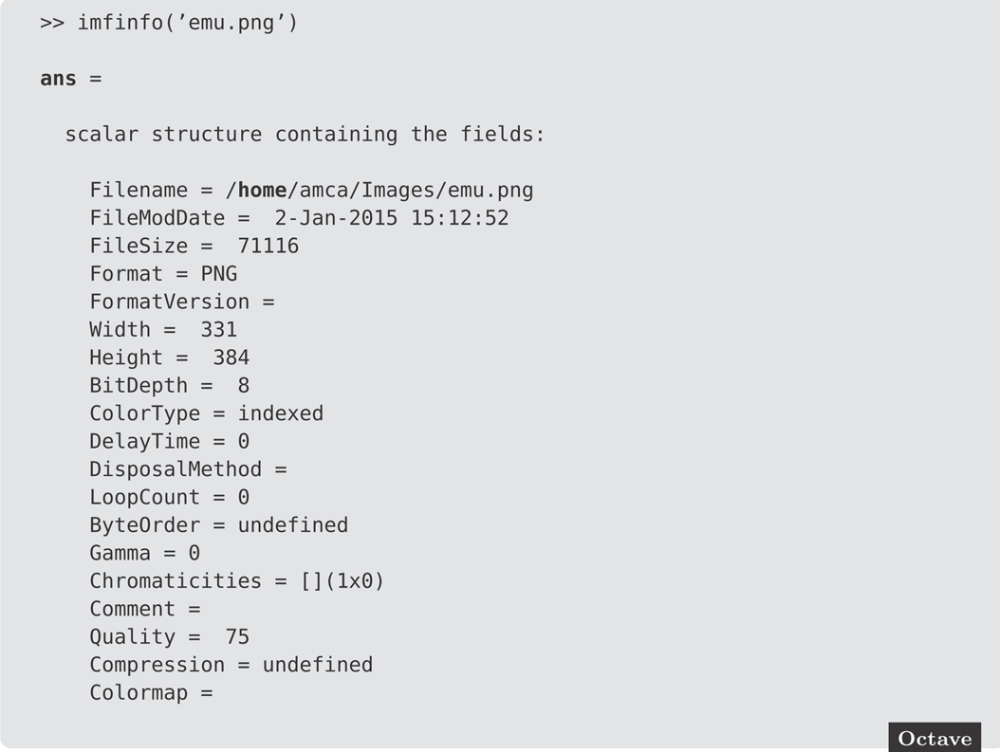 >> imfinfo(’emu.png’)
ans =
scalar structure containing the fields:
Filename = /home/amca/Images/emu.png
FileModDate =  2-Jan-2015 15:12:52
FileSize =  71116
Format = PNG
FormatVersion =
Width =  331
Height =  384
BitDepth =  8
ColorType = indexed
DelayTime = 0
DisposalMethod =
LoopCount = 0
ByteOrder = undefined
Gamma = 0
Chromaticities = [](1x0)
Comment =
Quality =  75
Compression = undefined
Colormap =
Octave